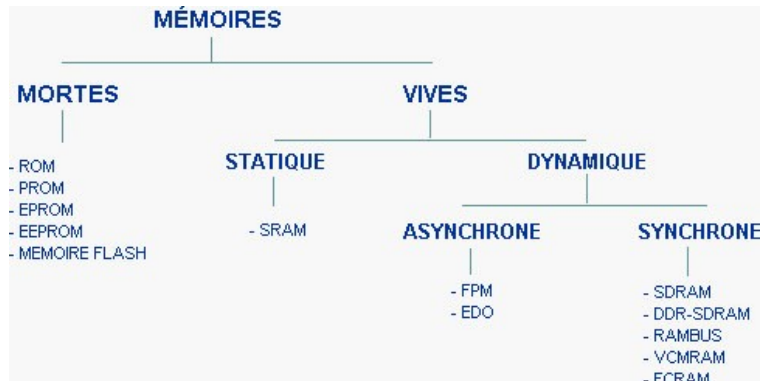 MÉMOIRES
MORTES
VIVES
- ROM
- PROM
- EPROM
- EEPROM
- MEMOIRE FLASH
STATIQUE
DYNAMIQUE
- SRAM
ASYNCHRONE
SYNCHRONE
- FPM
- EDO
- SDRAM
- DDR-SDRAM
- RAMBUS
- VCMRAM
- FCRAM